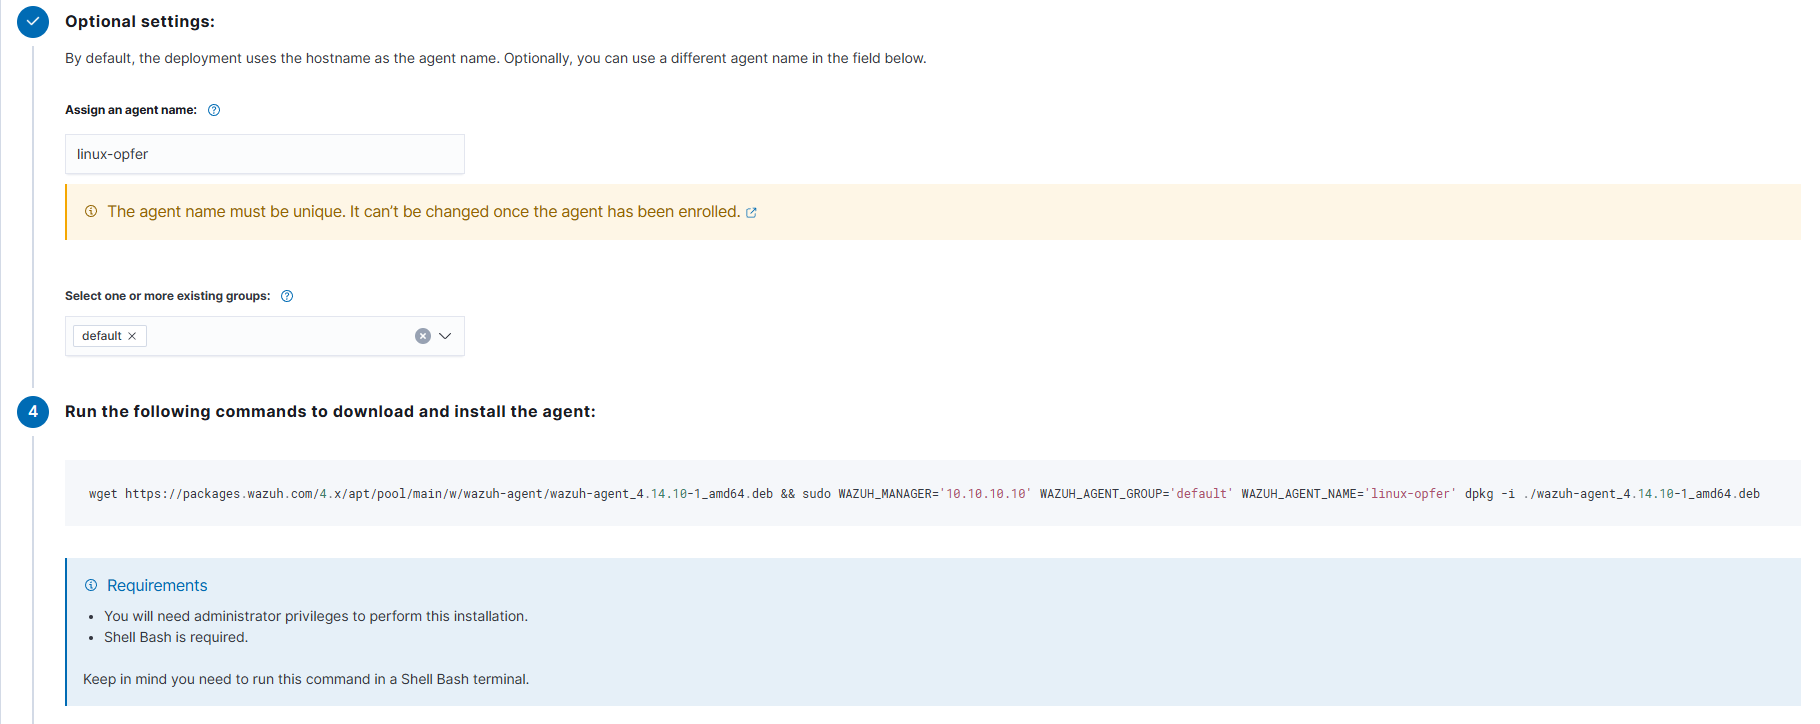 Optional settings:
By default, the deployment uses the hostname as the agent name. Optionally, you can use a different agent name in the field below.
Assign an agent name:
linux-opfer
The agent name must be unique. It can’t be changed once the agent has been enrolled.
Select one or more existing groups:
default
4
Run the following commands to download and install the agent:
wget https://packages.wazuh.com/4.x/apt/pool/main/w/wazuh-agent/wazuh-agent_4.14.10-1_amd64.deb && sudo WAZUH_MANAGER='10.10.10.10' WAZUH_AGENT_GROUP='default' WAZUH_AGENT_NAME='linux-opfer' dpkg -i ./wazuh-agent_4.14.10-1_amd64.deb
Requirements
• You will need administrator privileges to perform this installation.
• Shell Bash is required.
Keep in mind you need to run this command in a Shell Bash terminal.